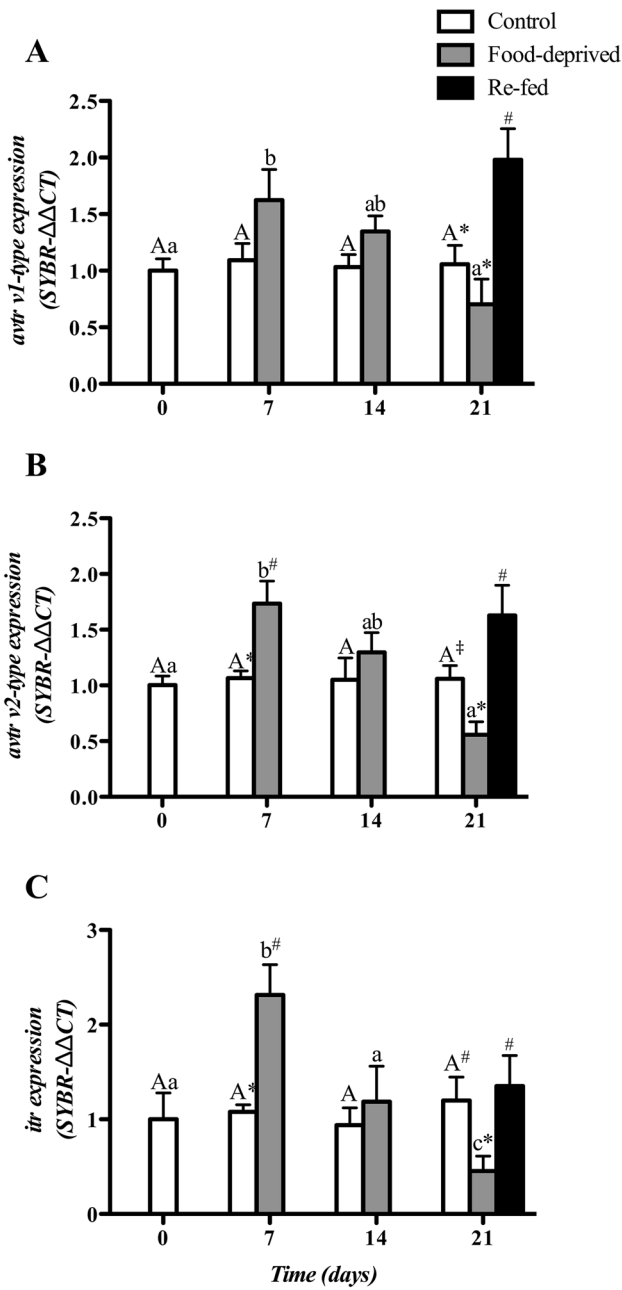 Control
Food-deprived
Re-fed
A
avtr v1-type expression
(SYBR-ΔΔCT)
2.5
2.0
1.5
1.0
0.5
0.0
Aa
A
b
A
ab
A*
a*
#
0 7 14 21
B
avtr v2-type expression
(SYBR-ΔΔCT)
2.5
2.0
1.5
1.0
0.5
0.0
Aa
A*
b#
A
ab
A‡
a*
#
0 7 14 21
C
itr expression
(SYBR-ΔΔCT)
3
2
1
0
Aa
A*
b#
A
a
A#
c*
#
0 7 14 21
Time (days)